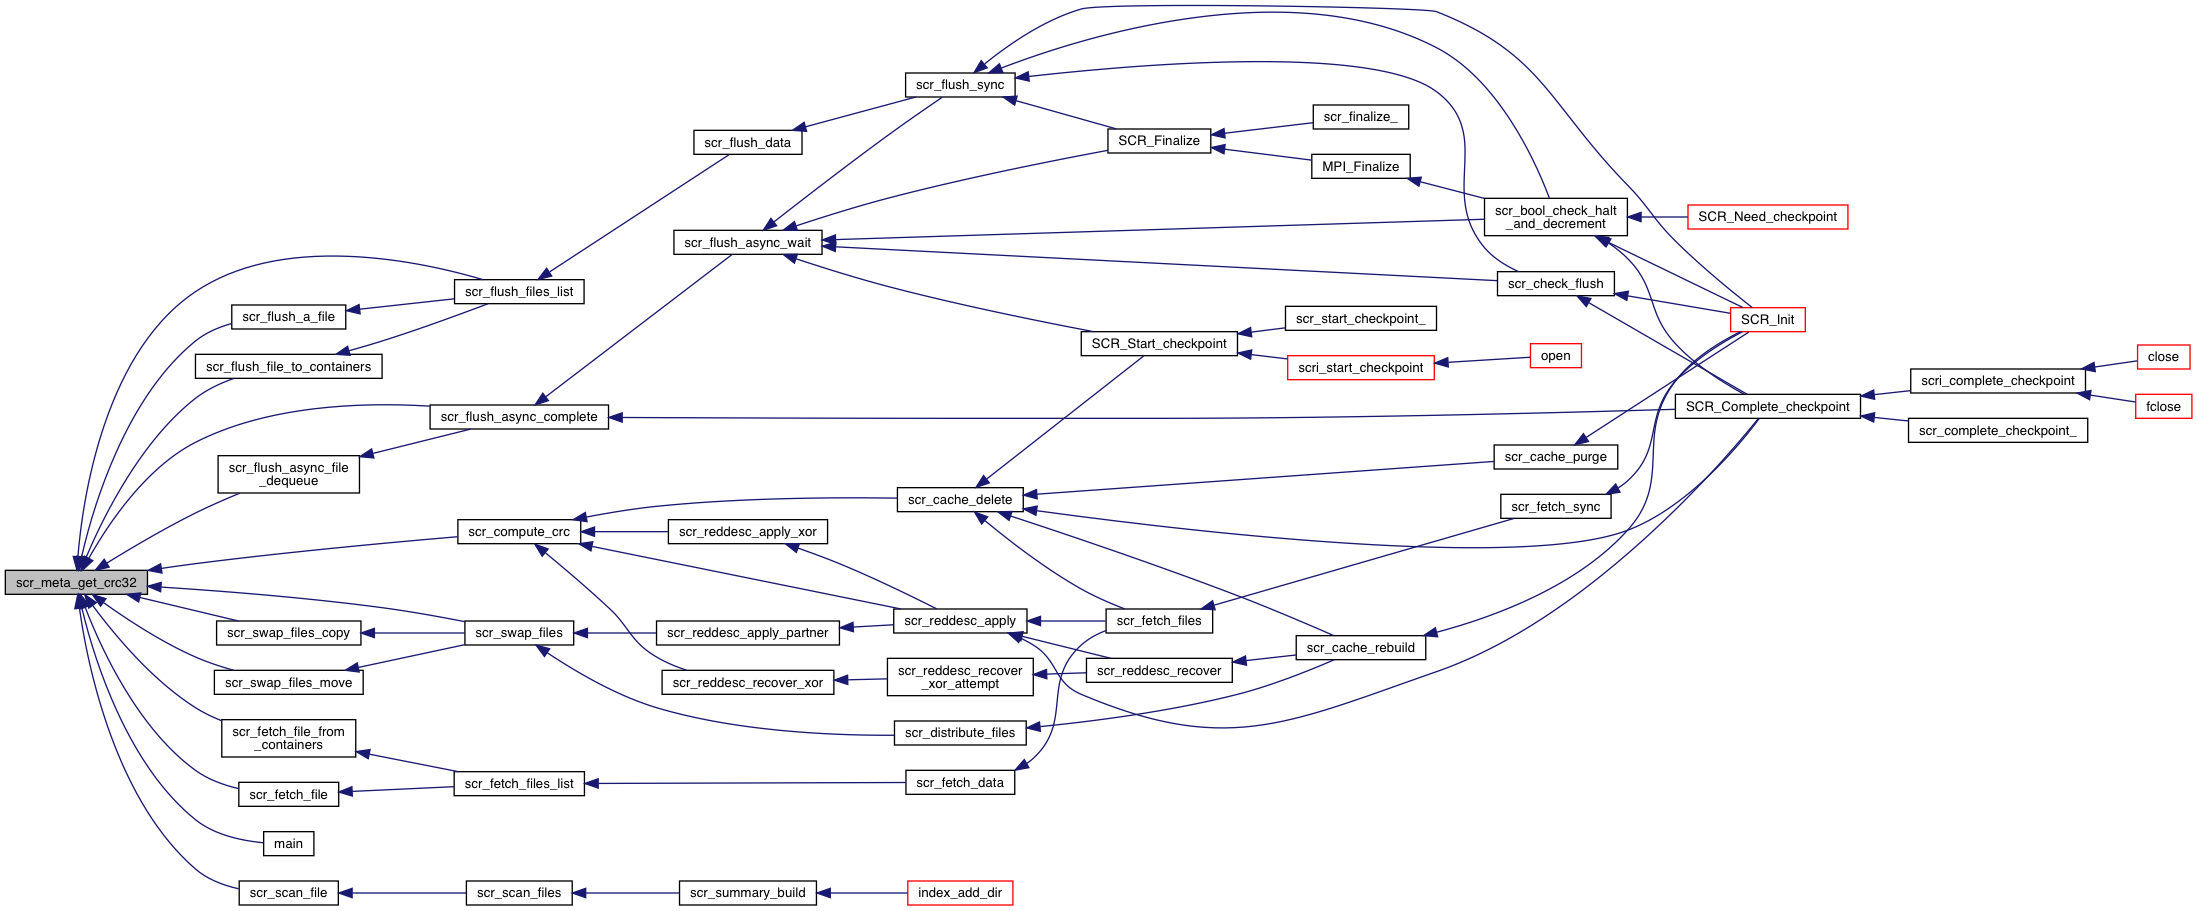 scr_flush_sync
scr_finalize_
scr_flush_data
SCR_Finalize
MPI_Finalize
scr_bool_check_halt
_and_decrement
SCR_Need_checkpoint
scr_flush_async_wait
scr_flush_files_list
scr_check_flush
scr_flush_a_file
scr_start_checkpoint_
SCR_Init
SCR_Start_checkpoint
scr_flush_file_to_containers
scri_start_checkpoint
open
close
scri_complete_checkpoint
scr_flush_async_complete
SCR_Complete_checkpoint
fclose
scr_complete_checkpoint_
scr_flush_async_file
_dequeue
scr_cache_purge
scr_cache_delete
scr_fetch_sync
scr_compute_crc
scr_reddesc_apply_xor
scr_meta_get_crc32
scr_swap_files_copy
scr_swap_files
scr_reddesc_apply_partner
scr_reddesc_apply
scr_fetch_files
scr_cache_rebuild
scr_swap_files_move
scr_reddesc_recover_xor
scr_reddesc_recover
_xor_attempt
scr_reddesc_recover
scr_fetch_file_from
_containers
scr_distribute_files
scr_fetch_file
scr_fetch_files_list
scr_fetch_data
main
scr_scan_file
scr_scan_files
scr_summary_build
index_add_dir